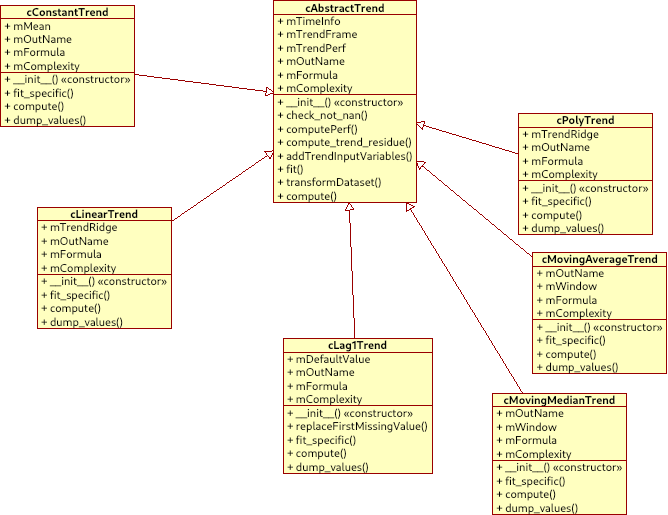 cConstantTrend
+ mMean
+ mOutName
+ mFormula
+ mComplexity
+ __init__() «constructor»
+ fit_specific()
+ compute()
+ dump_values()
cAbstractTrend
+ mTimeInfo
+ mTrendFrame
+ mTrendPerf
+ mOutName
+ mFormula
+ mComplexity
+ __init__() «constructor»
+ check_not_nan()
+ computePerf()
+ compute_trend_residue()
+ addTrendInputVariables()
+ fit()
+ transformDataset()
+ compute()
cPolyTrend
+ mTrendRidge
+ mOutName
+ mFormula
+ mComplexity
+ __init__() «constructor»
+ fit_specific()
+ compute()
+ dump_values()
cLinearTrend
+ mTrendRidge
+ mOutName
+ mFormula
+ mComplexity
+ __init__() «constructor»
+ fit_specific()
+ compute()
+ dump_values()
cMovingAverageTrend
+ mOutName
+ mWindow
+ mFormula
+ mComplexity
+ __init__() «constructor»
+ fit_specific()
+ compute()
+ dump_values()
cLag1Trend
+ mDefaultValue
+ mOutName
+ mFormula
+ mComplexity
+ __init__() «constructor»
+ replaceFirstMissingValue()
+ fit_specific()
+ compute()
+ dump_values()
cMovingMedianTrend
+ mOutName
+ mWindow
+ mFormula
+ mComplexity
+ __init__() «constructor»
+ fit_specific()
+ compute()
+ dump_values()